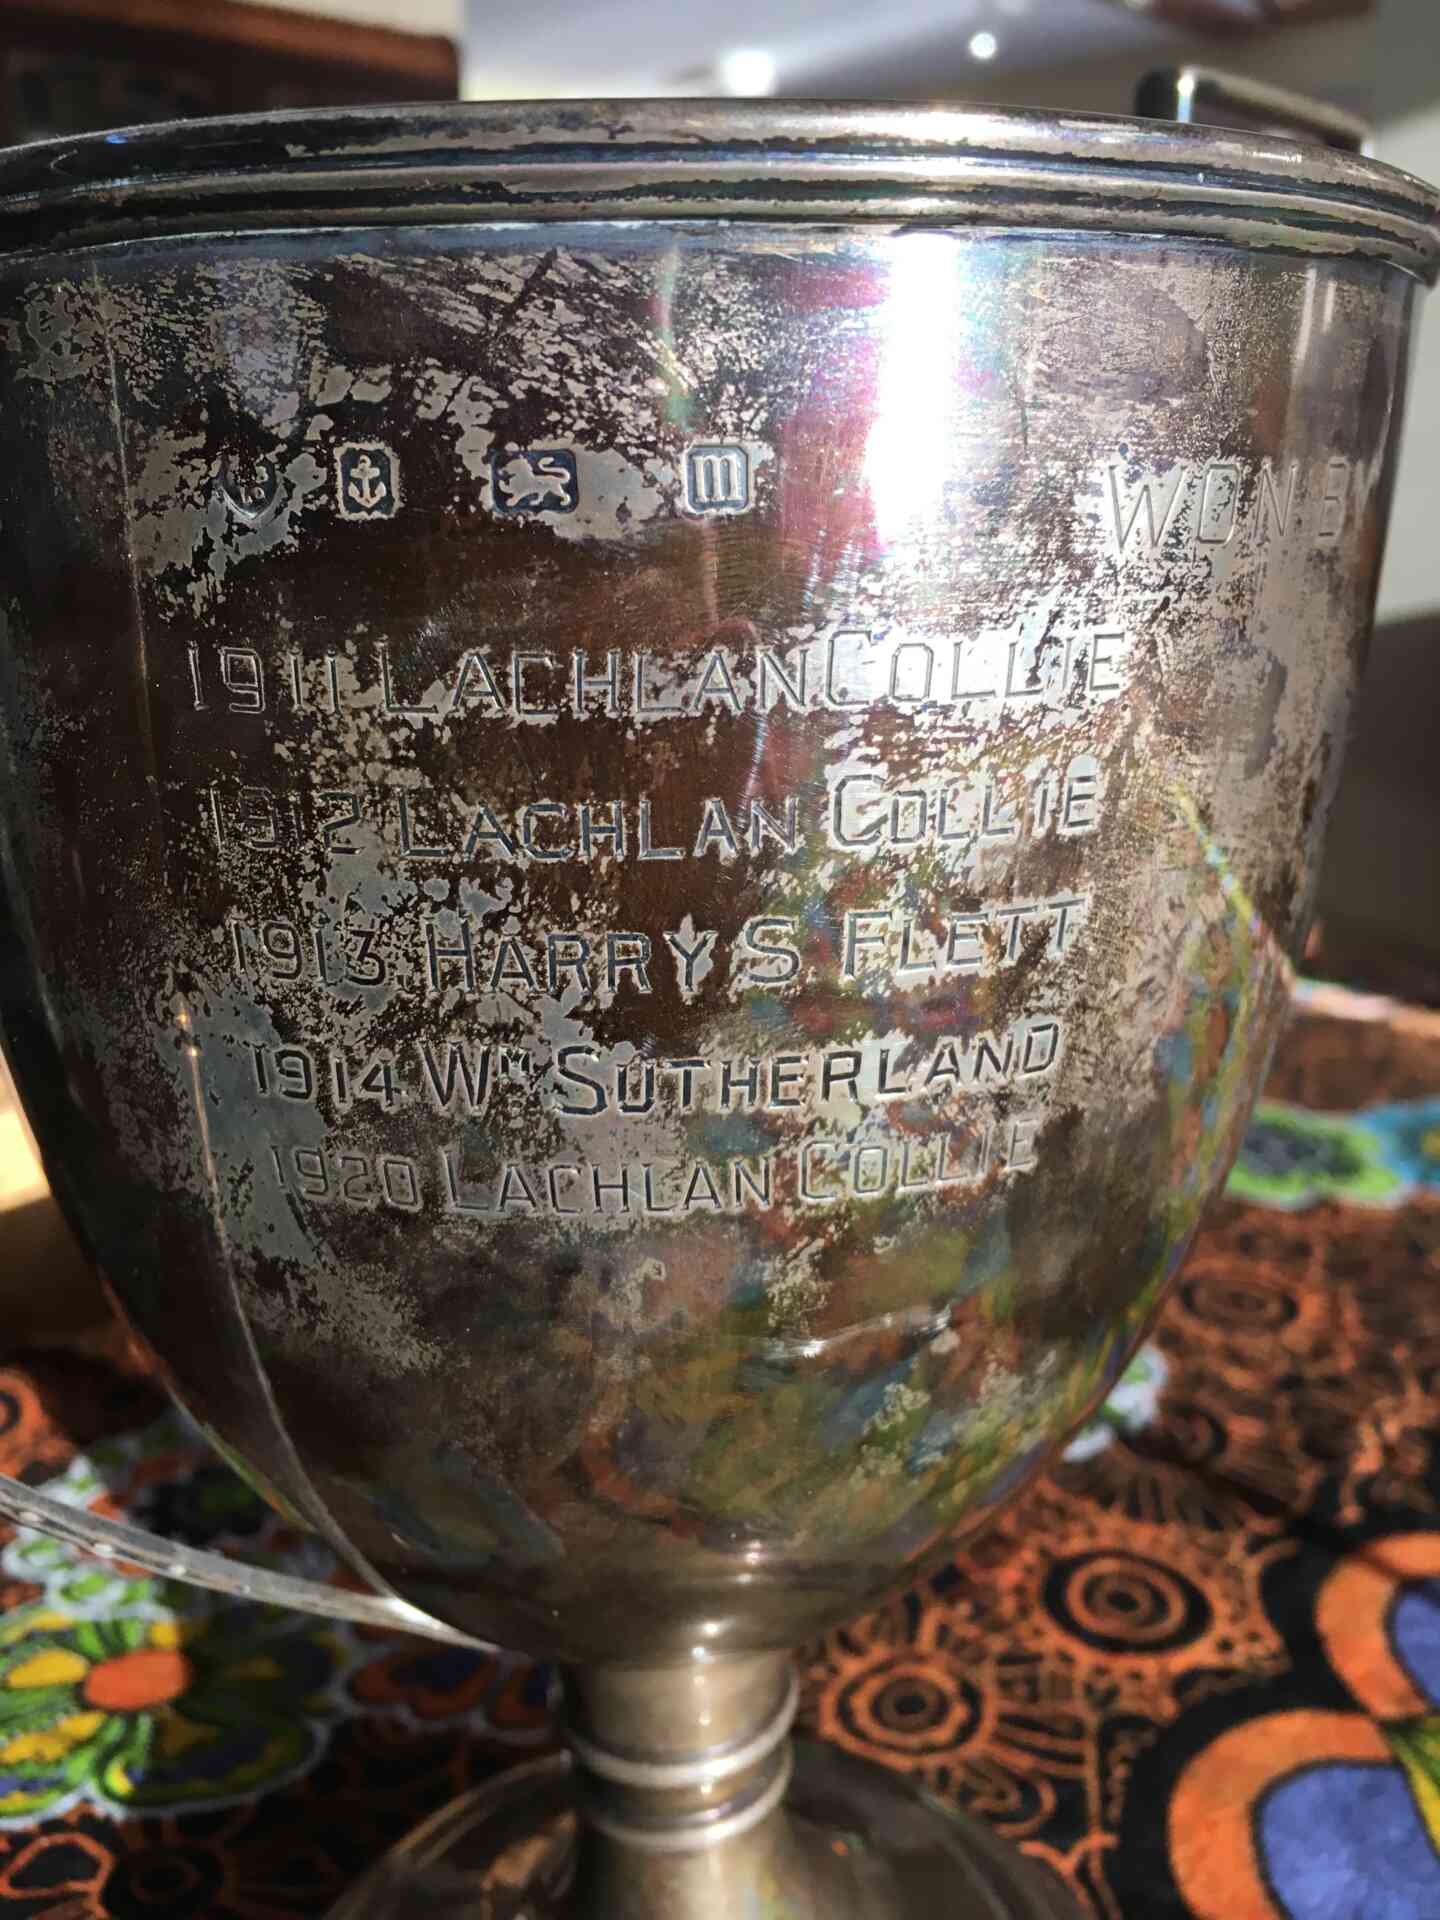 m
WON BY
1911 LACHLAN COLLIE
1912 LACHLAN COLLIE
1913 HARRY S FLETT
1914 WM SUTHERLAND
1920 LACHLAN COLLIE